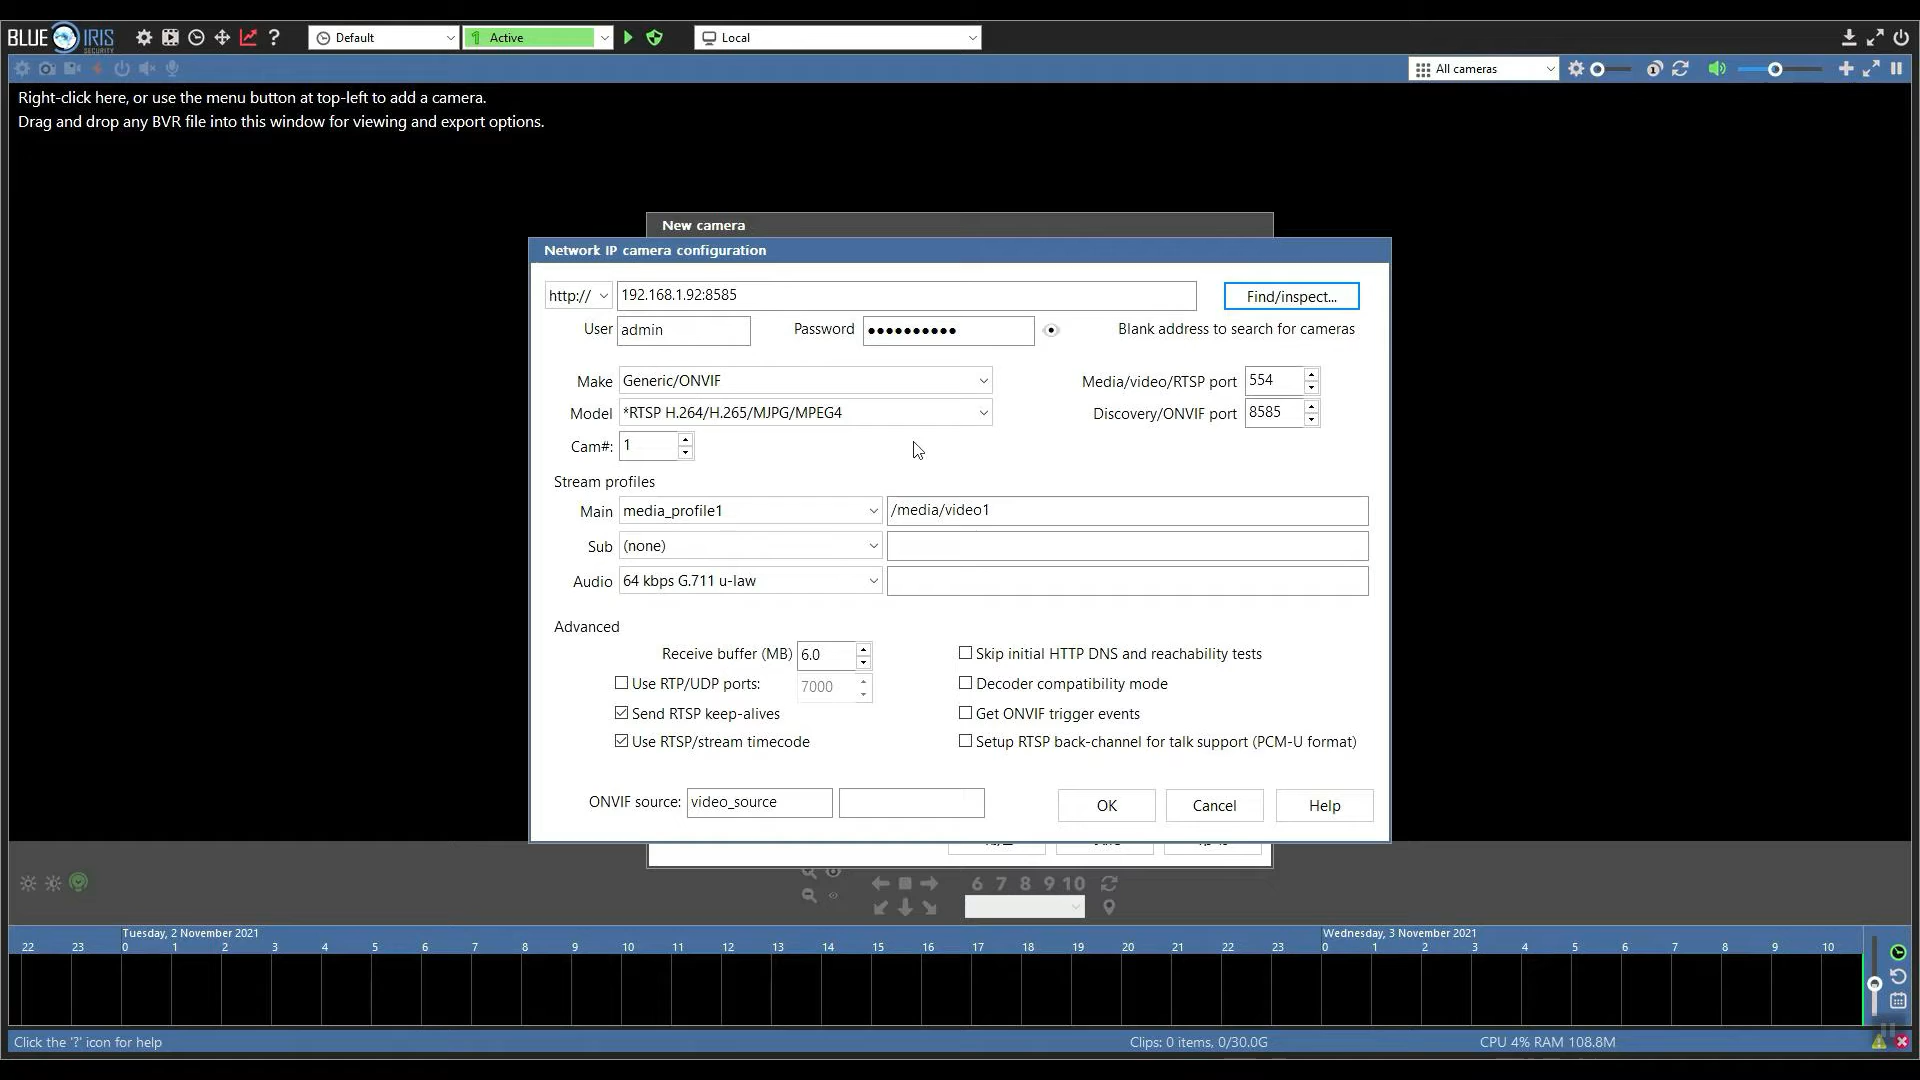 BLUE IRIS
SECURITY
Default
1 Active
Local
All cameras
Right-click here, or use the menu button at top-left to add a camera.
Drag and drop any BVR file into this window for viewing and export options.
New camera
Network IP camera configuration
http://
192.168.1.92:8585
Find/inspect...
User admin
Password ●●●●●●●●●●
Blank address to search for cameras
Make Generic/ONVIF
Media/video/RTSP port 554
Model *RTSP H.264/H.265/MJPG/MPEG4
Discovery/ONVIF port 8585
Cam#: 1
Stream profiles
Main media_profile1 /media/video1
Sub (none)
Audio 64 kbps G.711 u-law
Advanced
Receive buffer (MB) 6.0
Skip initial HTTP DNS and reachability tests
Use RTP/UDP ports: 7000
Decoder compatibility mode
Send RTSP keep-alives
Get ONVIF trigger events
Use RTSP/stream timecode
Setup RTSP back-channel for talk support (PCM-U format)
ONVIF source: video_source
OK Cancel Help
6 7 8 9 10
Tuesday, 2 November 2021
Wednesday, 3 November 2021
22 23 0 1 2 3 4 5 6 7 8 9 10 11 12 13 14 15 16 17 18 19 20 21 22 23 0 1 2 3 4 5 6 7 8 9 10
Click the '?' icon for help
Clips: 0 items, 0/30.0G
CPU 4% RAM 108.8M